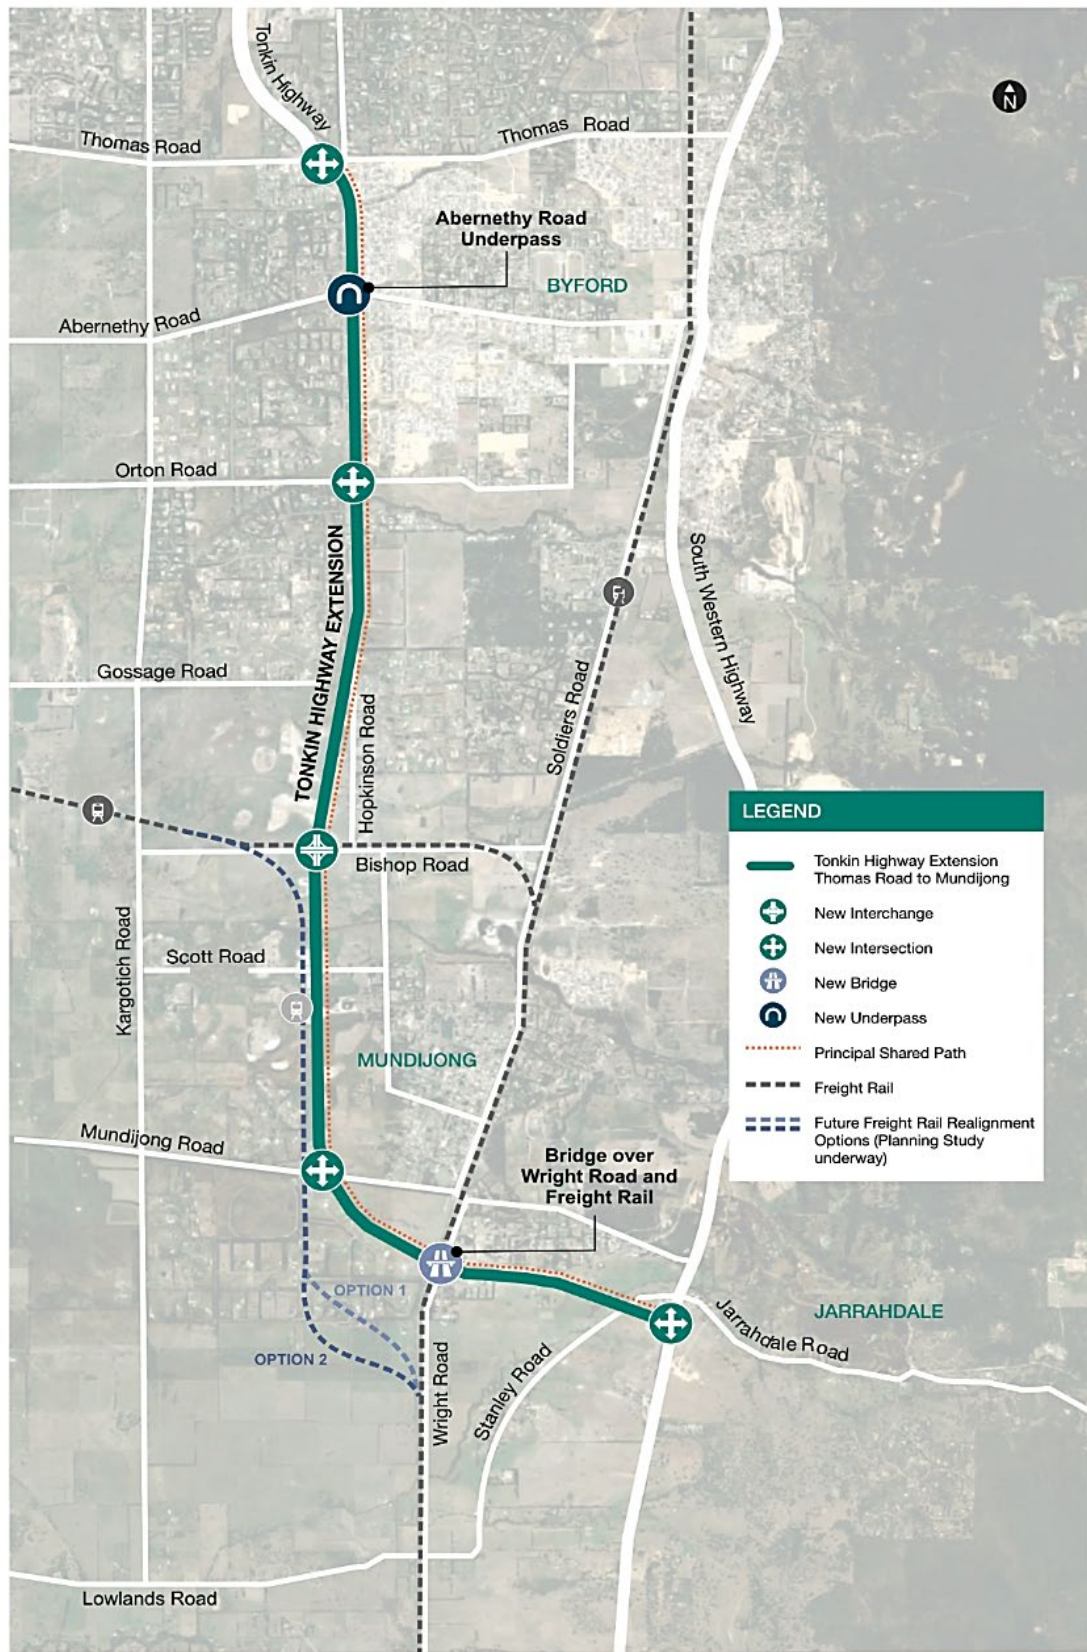 Tonkin Highway
N
Thomas Road
Thomas Road
Abernethy Road
Underpass
BYFORD
Abernethy Road
Orton Road
TONKIN HIGHWAY EXTENSION
South Western Highway
Gossage Road
Hopkinson Road
Soldiers Road
LEGEND
Tonkin Highway Extension
Thomas Road to Mundijong
New Interchange
New Intersection
New Bridge
New Underpass
Principal Shared Path
Freight Rail
Future Freight Rail Realignment
Options (Planning Study
underway)
Bishop Road
Kargotich Road
Scott Road
MUNDIJONG
Mundijong Road
Bridge over
Wright Road and
Freight Rail
OPTION 1
OPTION 2
JARRAHDALE
Jarrahdale Road
Wright Road
Stanley Road
Lowlands Road